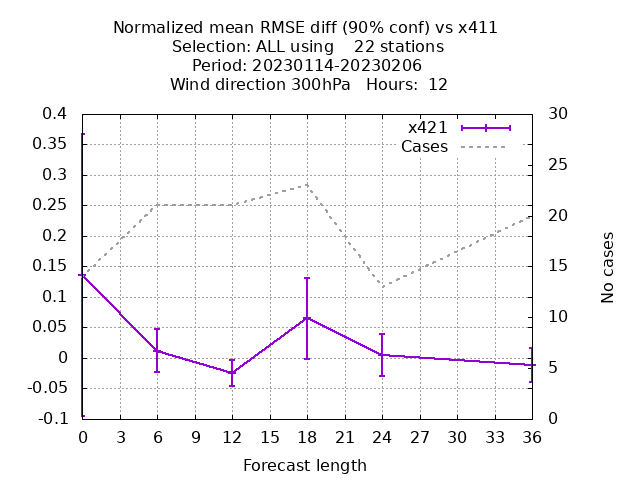 Normalized mean RMSE diff (90% conf) vs x411
Selection: ALL using    22 stations
Period: 20230114-20230206
Wind direction 300hPa   Hours:  12
x421
Cases
0.4
0.35
0.3
0.25
0.2
0.15
0.1
0.05
0
-0.05
-0.1
30
25
20
15
10
5
0
No cases
0 3 6 9 12 15 18 21 24 27 30 33 36
Forecast length